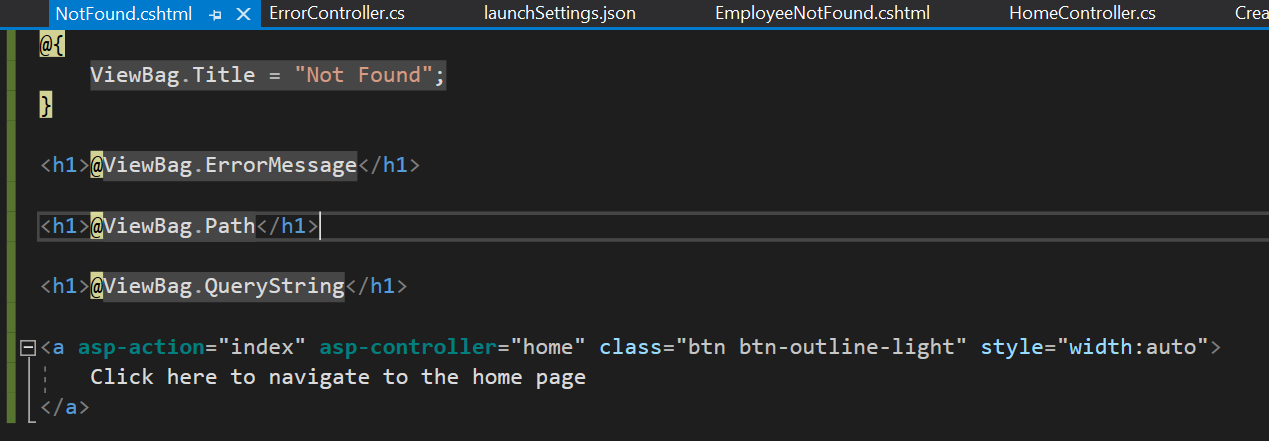 NotFound.cshtml ErrorController.cs launchSettings.json EmployeeNotFound.cshtml HomeController.cs Crea
@{
ViewBag.Title = "Not Found";
}
<h1>@ViewBag.ErrorMessage</h1>
<h1>@ViewBag.Path</h1>
<h1>@ViewBag.QueryString</h1>
<a asp-action="index" asp-controller="home" class="btn btn-outline-light" style="width:auto">
Click here to navigate to the home page
</a>